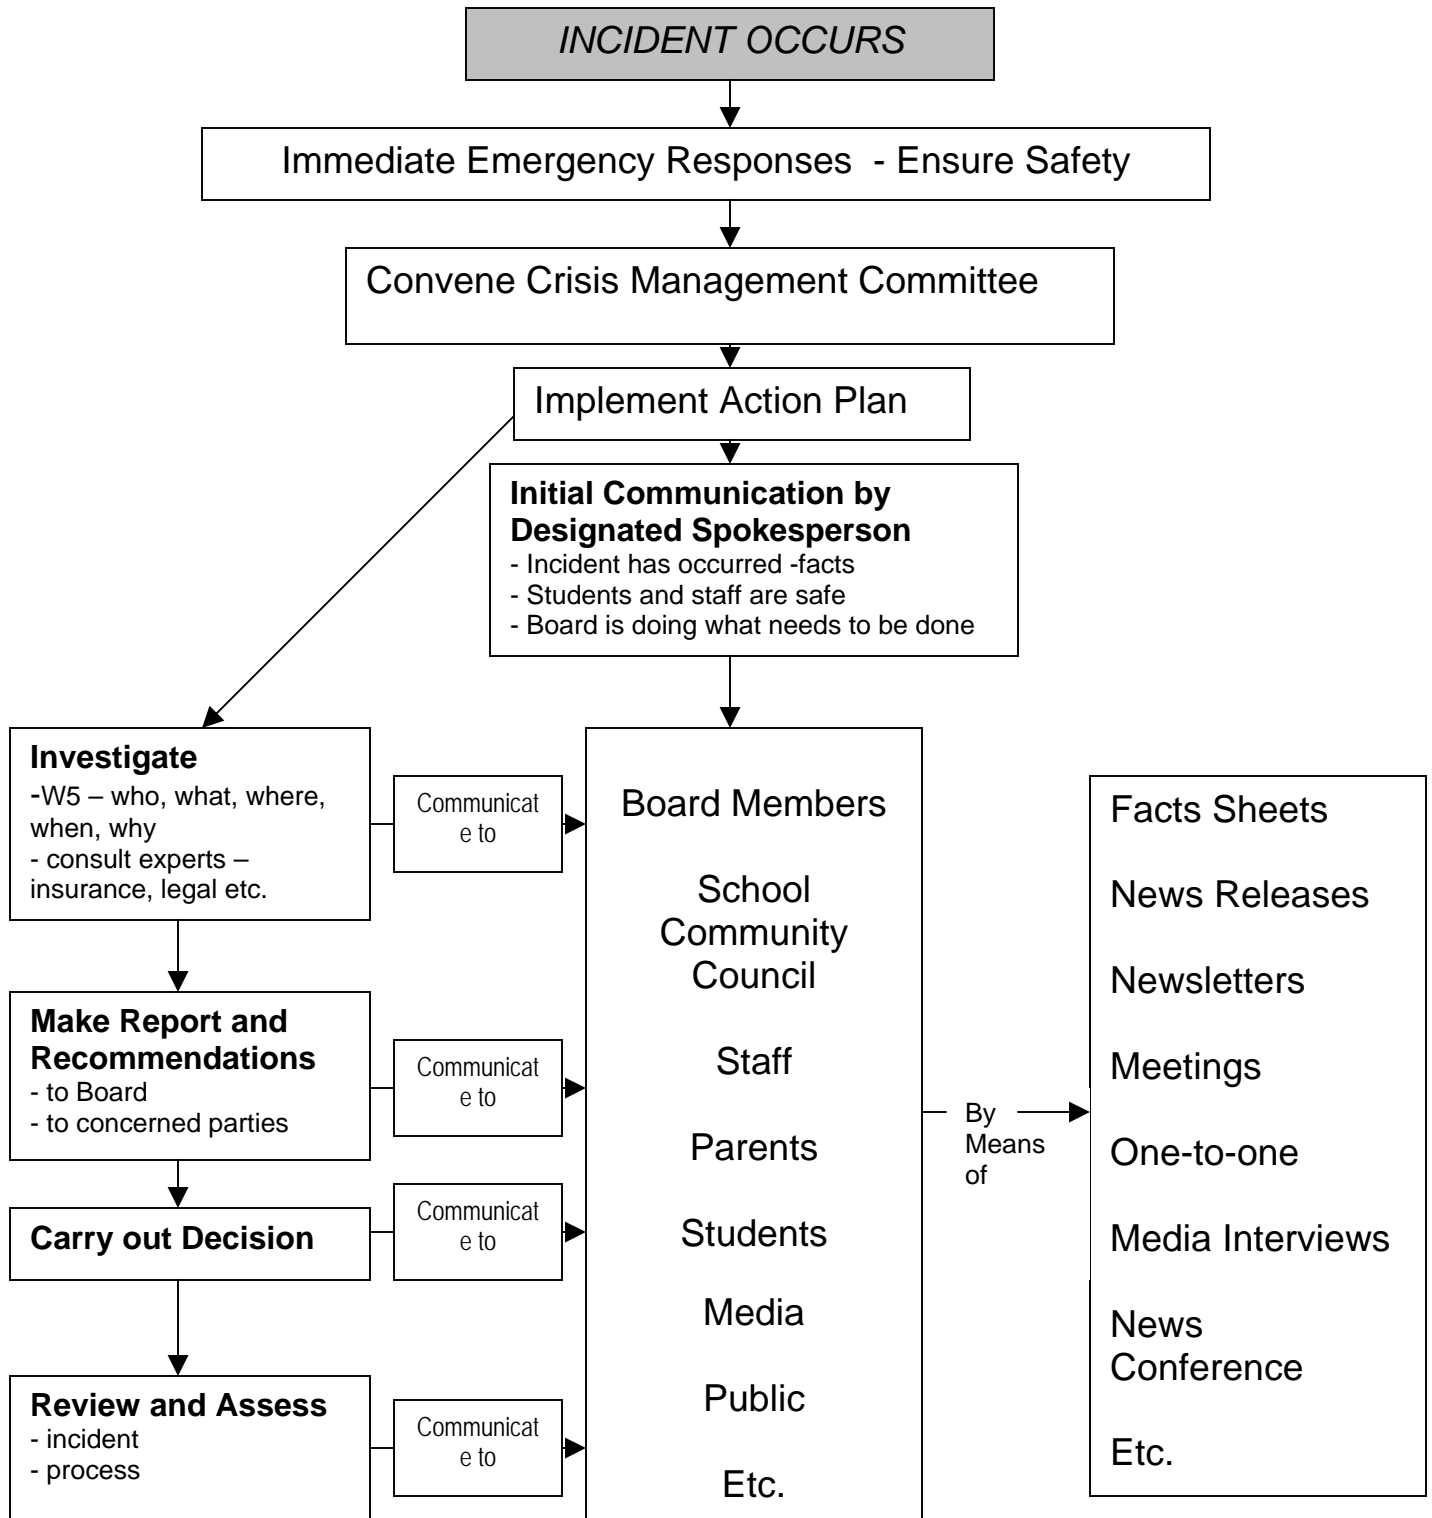 INCIDENT OCCURS
Immediate Emergency Responses - Ensure Safety
Convene Crisis Management Committee
Implement Action Plan
Initial Communication by
Designated Spokesperson
- Incident has occurred -facts
- Students and staff are safe
- Board is doing what needs to be done
Investigate
-W5 – who, what, where,
when, why
- consult experts –
insurance, legal etc.
Communicat
e to
Make Report and
Recommendations
- to Board
- to concerned parties
Communicat
e to
Carry out Decision
Communicat
e to
Review and Assess
- incident
- process
Communicat
e to
Board Members
School
Community
Council
Staff
Parents
Students
Media
Public
Etc.
By
Means
of
Facts Sheets
News Releases
Newsletters
Meetings
One-to-one
Media Interviews
News
Conference
Etc.